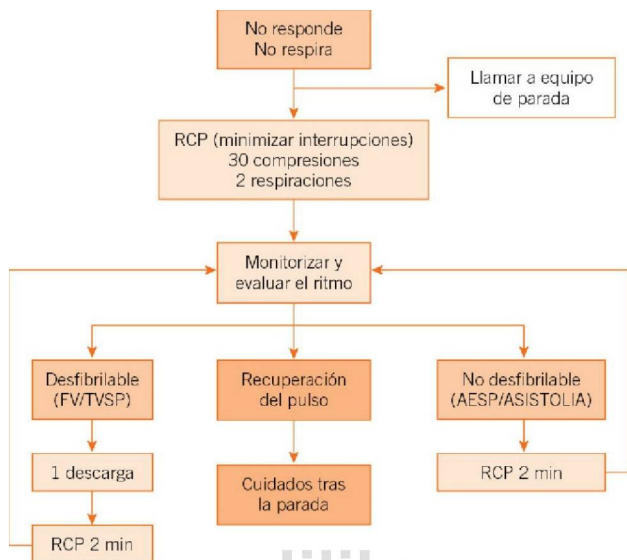 No responde
No respira
Llamar a equipo
de parada
RCP (minimizar interrupciones)
30 compresiones
2 respiraciones
Monitorizar y
evaluar el ritmo
Desfibrilable
(FV/TVSP)
Recuperación
del pulso
No desfibrilable
(AESP/ASISTOLIA)
1 descarga
Cuidados tras
la parada
RCP 2 min
RCP 2 min